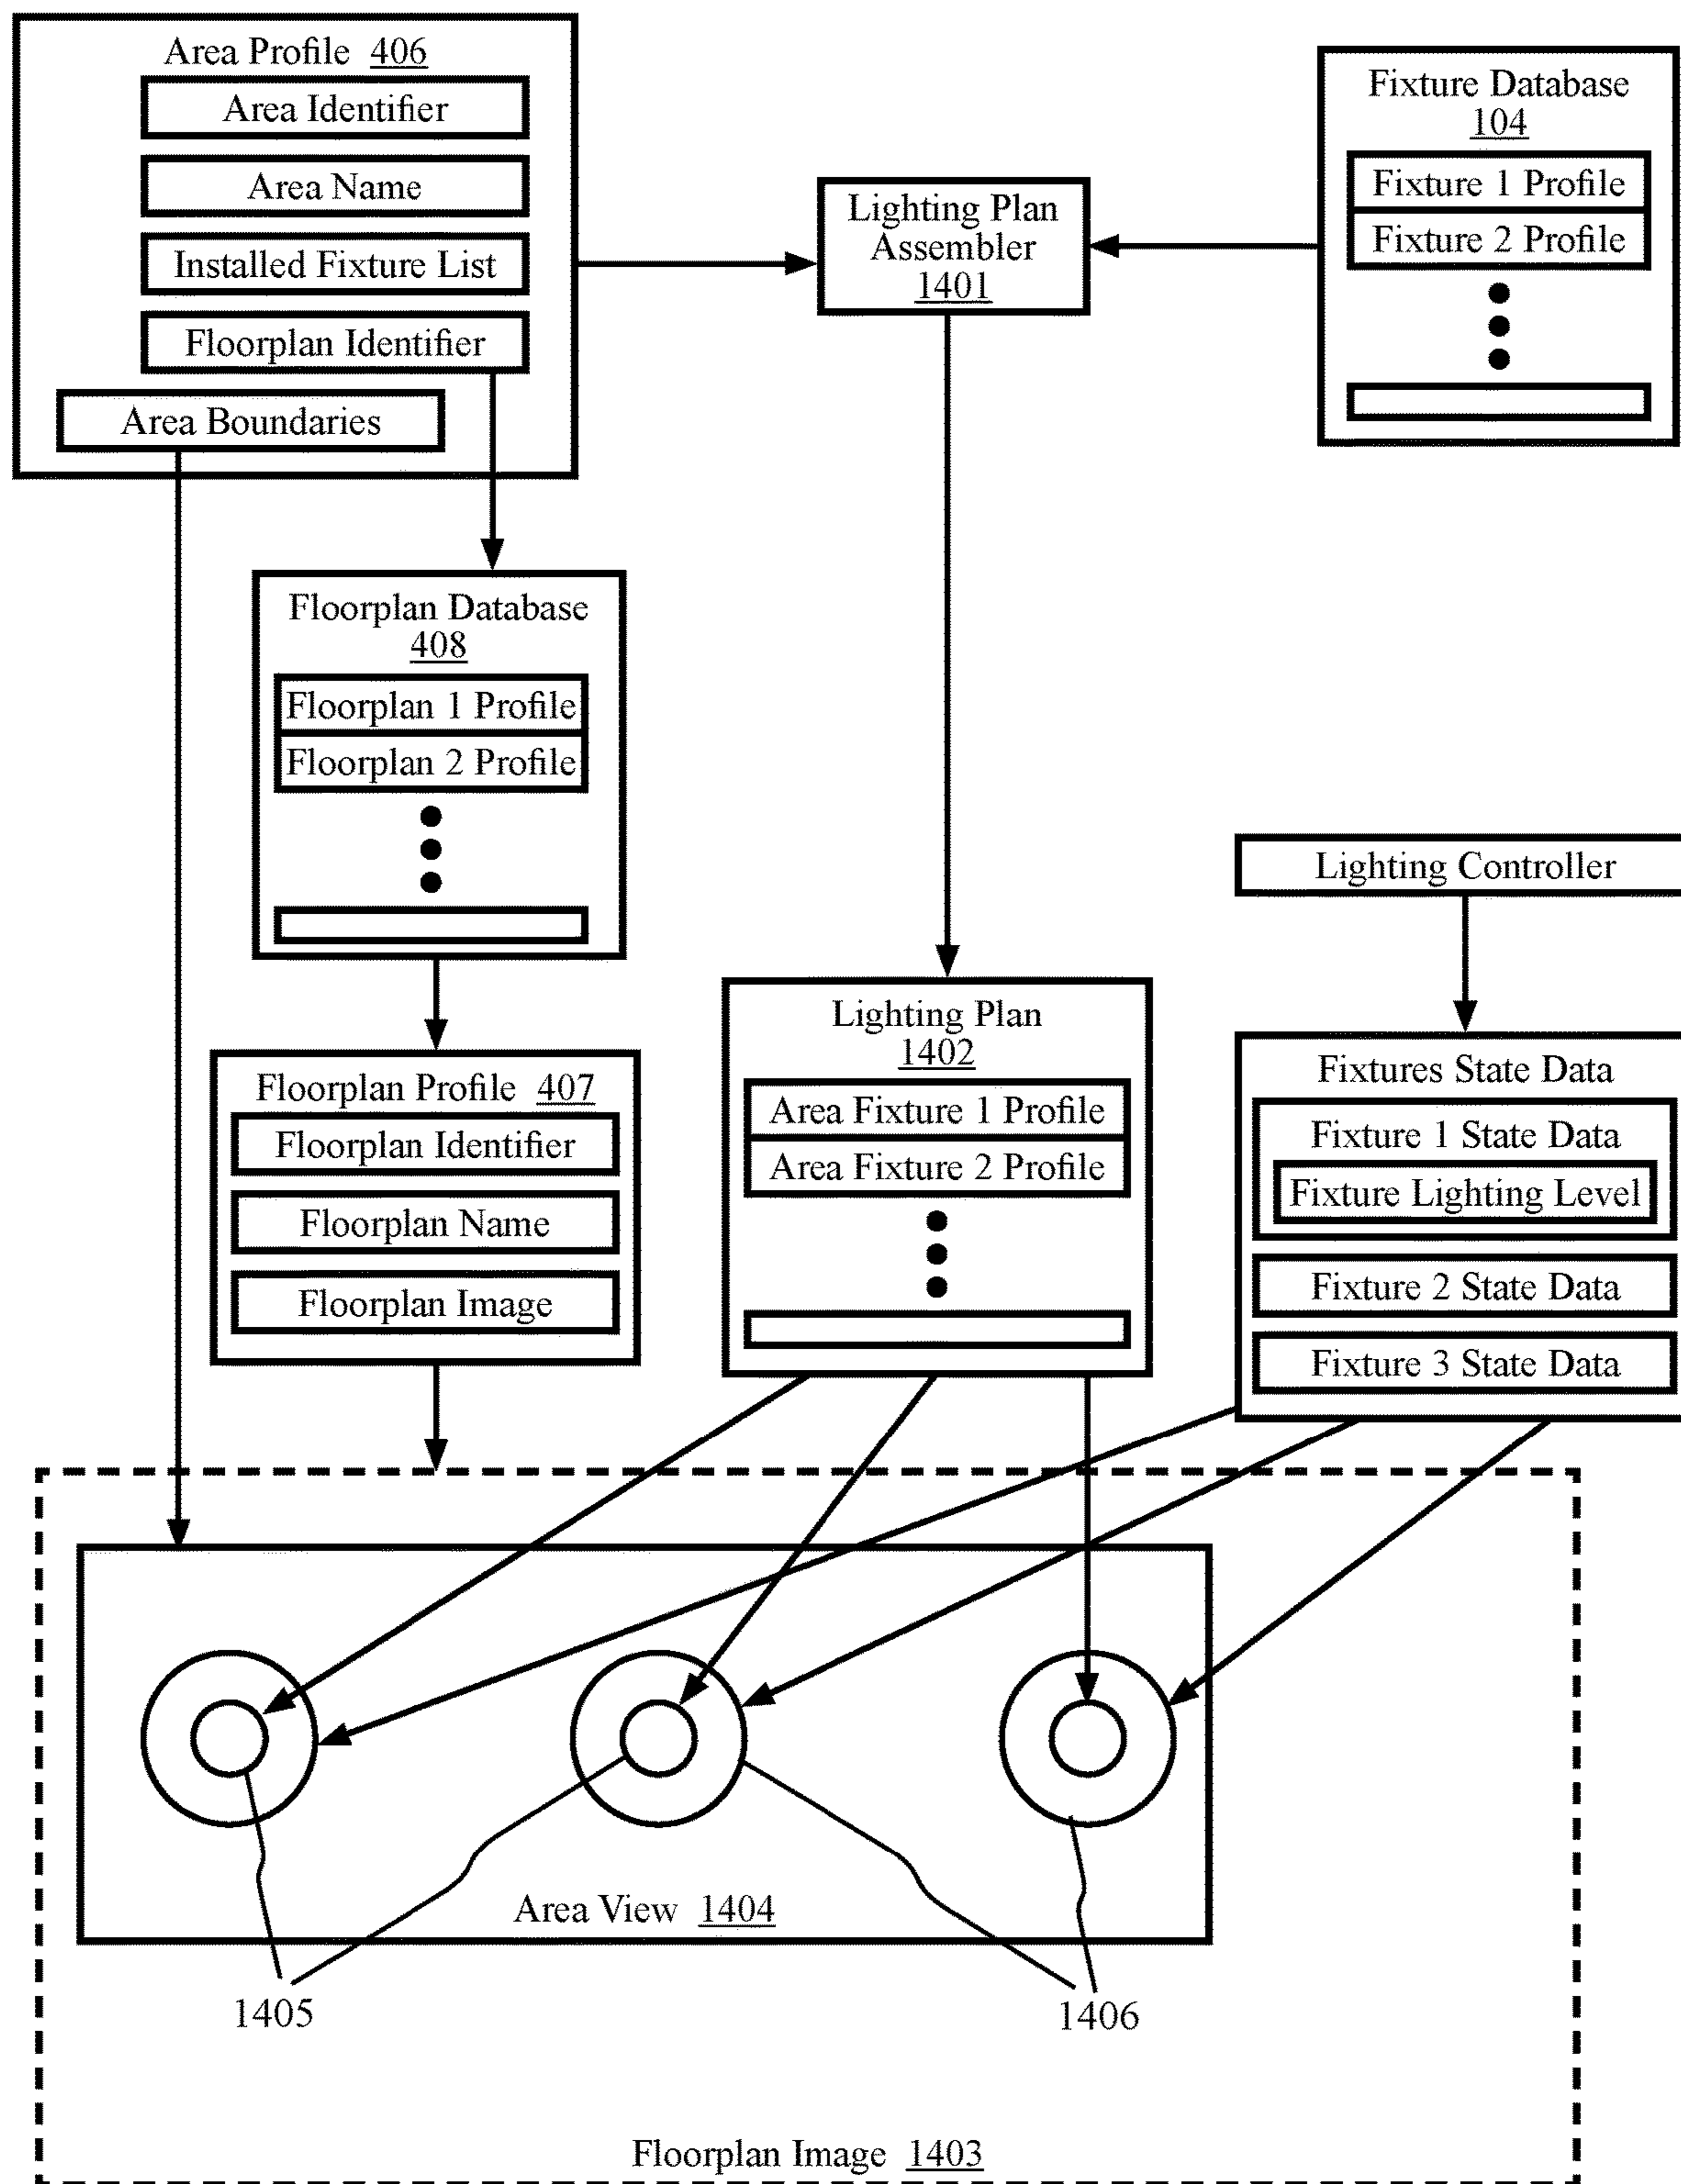 Area Profile 406
Area Identifier
Area Name
Installed Fixture List
Floorplan Identifier
Area Boundaries
Lighting Plan
Assembler
1401
Fixture Database
104
Fixture 1 Profile
Fixture 2 Profile
Floorplan Database
408
Floorplan 1 Profile
Floorplan 2 Profile
Floorplan Profile 407
Floorplan Identifier
Floorplan Name
Floorplan Image
Lighting Plan
1402
Area Fixture 1 Profile
Area Fixture 2 Profile
Lighting Controller
Fixtures State Data
Fixture 1 State Data
Fixture Lighting Level
Fixture 2 State Data
Fixture 3 State Data
Area View 1404
1405
1406
Floorplan Image 1403